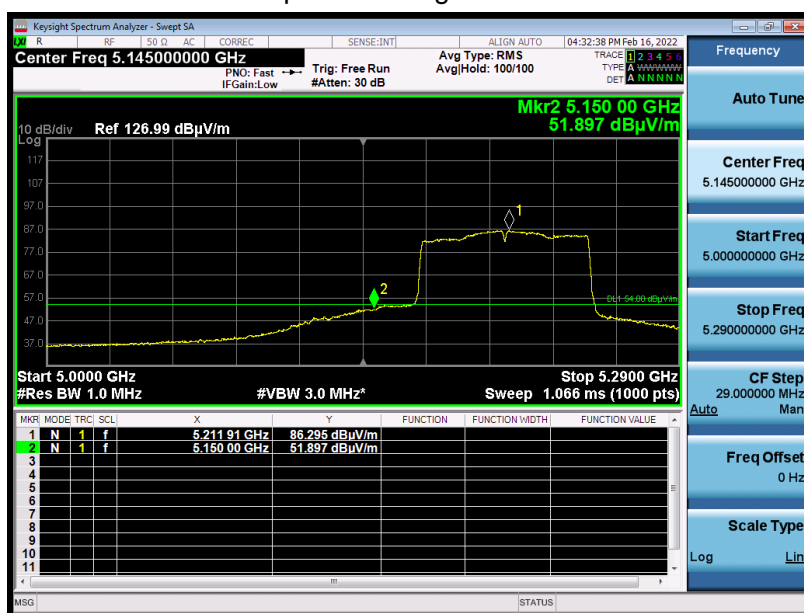 Keysight Spectrum Analyzer - Swept SA
LXI R RF 50 Ω AC CORREC SENSE:INT ALIGN AUTO 04:32:38 PM Feb 16, 2022
Center Freq 5.145000000 GHz
PNO: Fast
IFGain:Low
Trig: Free Run
#Atten: 30 dB
Avg Type: RMS
Avg|Hold: 100/100
TRACE 1 2 3 4 5 6
TYPE A WWWWW
DET A N N N N N
Mkr2 5.150 00 GHz
51.897 dBµV/m
10 dB/div Ref 126.99 dBµV/m
Log
117
107
97.0
87.0
77.0
67.0
57.0
47.0
37.0
1
2
DL1 54.00 dBµV/m
Start 5.0000 GHz Stop 5.2900 GHz
#Res BW 1.0 MHz #VBW 3.0 MHz* Sweep 1.066 ms (1000 pts)
MKR MODE TRC SCL X Y FUNCTION FUNCTION WIDTH FUNCTION VALUE
1 N 1 f 5.211 91 GHz 86.295 dBµV/m
2 N 1 f 5.150 00 GHz 51.897 dBµV/m
3
4
5
6
7
8
9
10
11
MSG STATUS
Frequency
Auto Tune
Center Freq
5.145000000 GHz
Start Freq
5.000000000 GHz
Stop Freq
5.290000000 GHz
CF Step
29.000000 MHz
Auto Man
Freq Offset
0 Hz
Scale Type
Log Lin